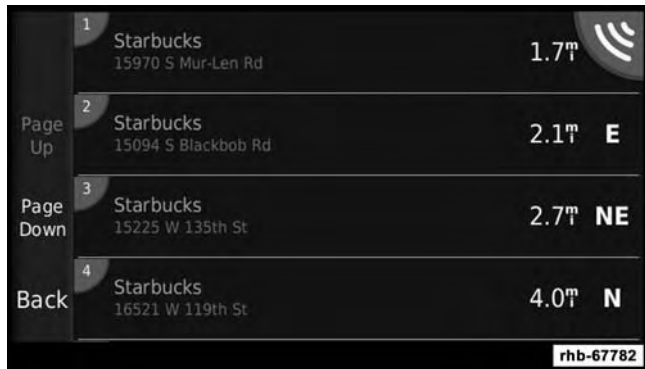 1
Starbucks
15970 S Mur-Len Rd
1.7mi
2
Starbucks
15094 S Blackbob Rd
2.1mi E
Page
Up
3
Starbucks
15225 W 135th St
2.7mi NE
Page
Down
4
Starbucks
16521 W 119th St
4.0mi N
Back
rhb-67782